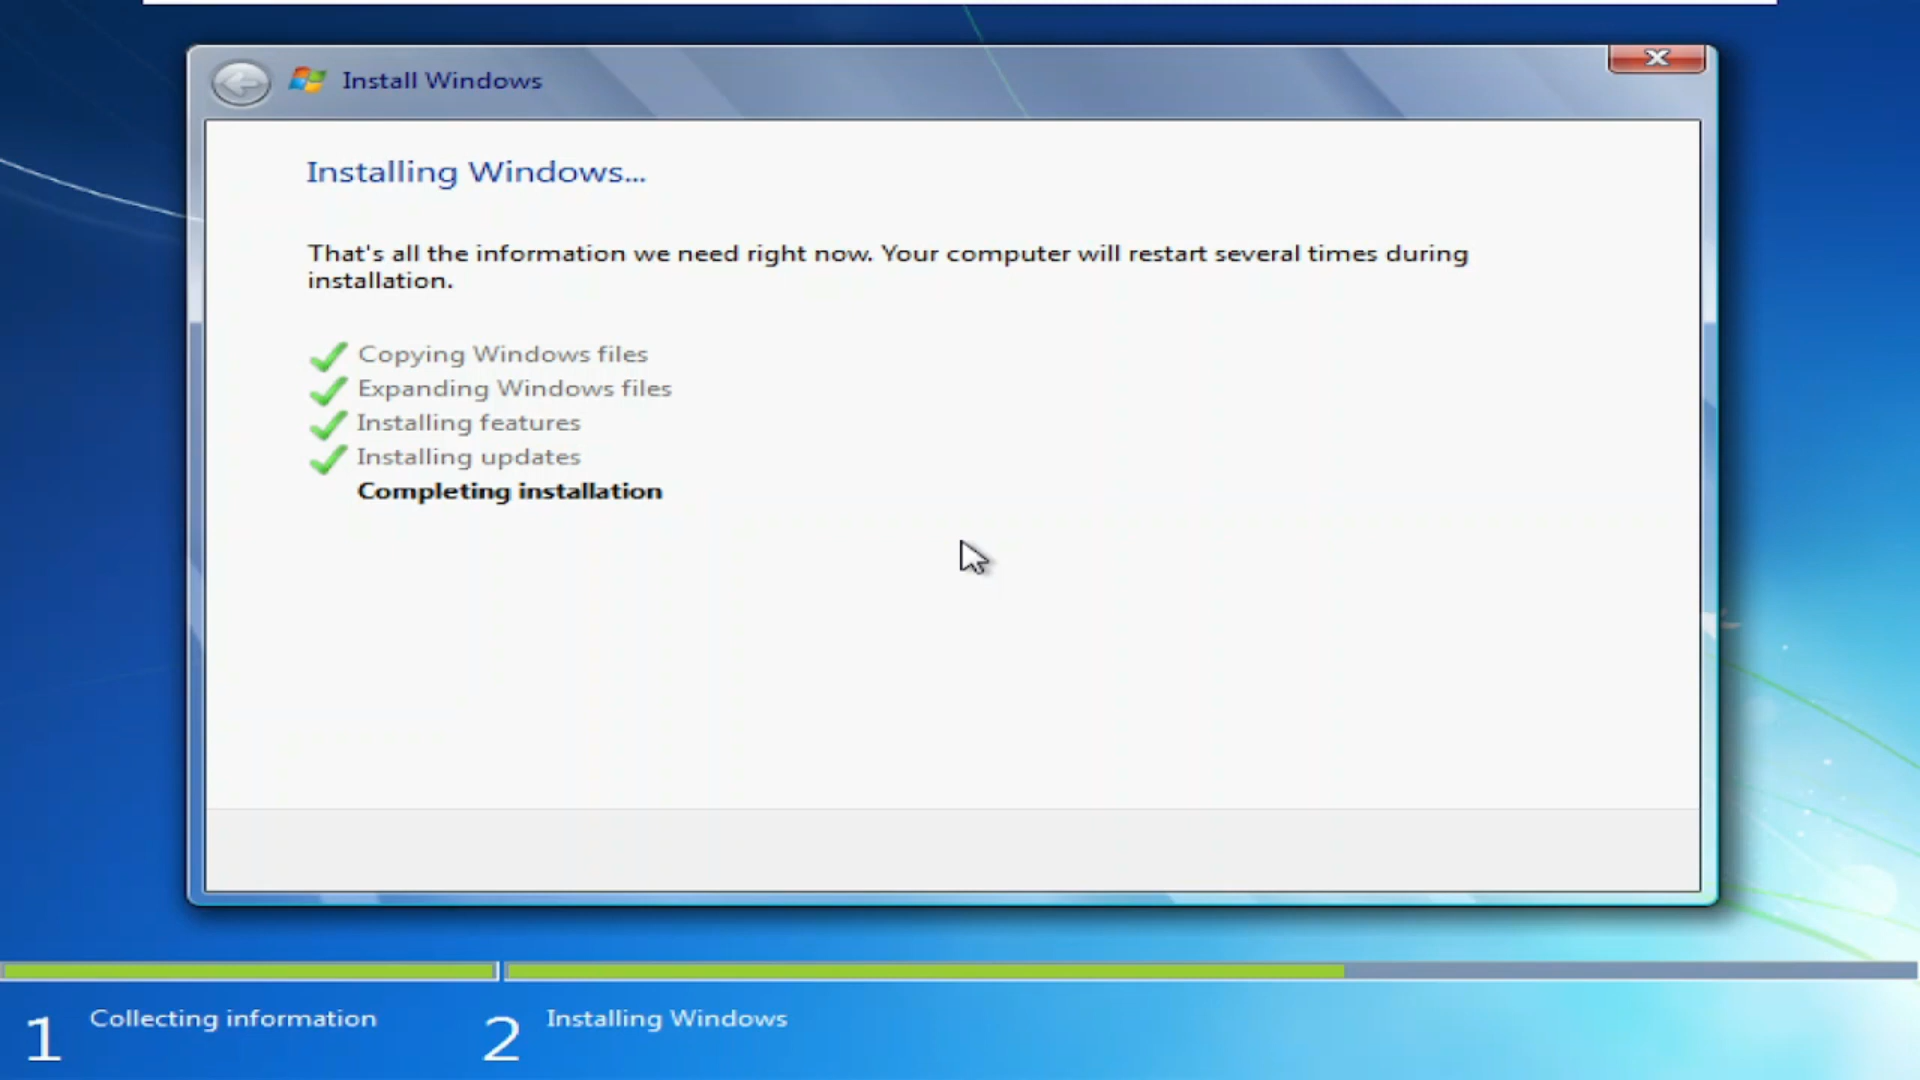 Install Windows
Installing Windows...
That's all the information we need right now. Your computer will restart several times during
installation.
Copying Windows files
Expanding Windows files
Installing features
Installing updates
Completing installation
1 Collecting information
2 Installing Windows